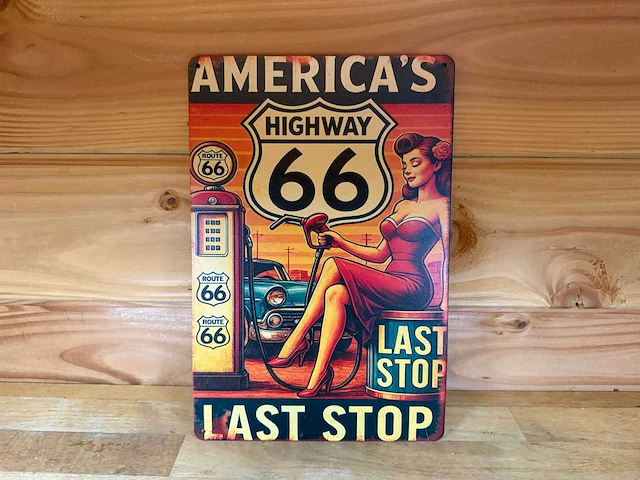 AMERICA'S
HIGHWAY
66
ROUTE
66
ROUTE
66
ROUTE
66
LAST
STOP
LAST STOP